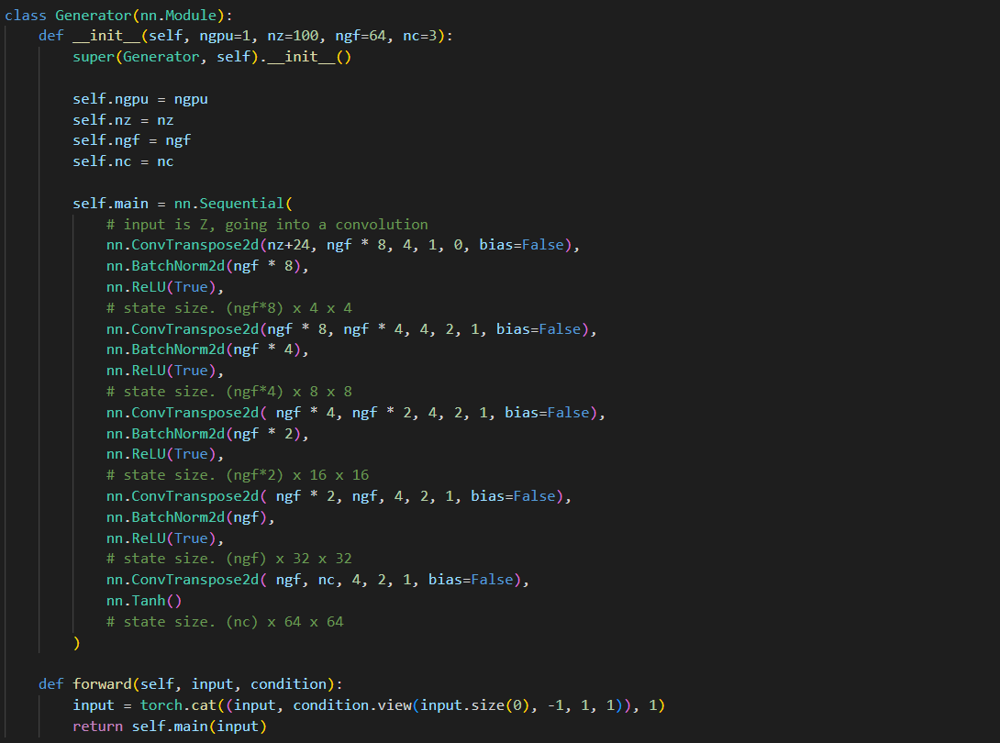 class Generator(nn.Module):
    def __init__(self, ngpu=1, nz=100, ngf=64, nc=3):
        super(Generator, self).__init__()

        self.ngpu = ngpu
        self.nz = nz
        self.ngf = ngf
        self.nc = nc

        self.main = nn.Sequential(
            # input is Z, going into a convolution
            nn.ConvTranspose2d(nz+24, ngf * 8, 4, 1, 0, bias=False),
            nn.BatchNorm2d(ngf * 8),
            nn.ReLU(True),
            # state size. (ngf*8) x 4 x 4
            nn.ConvTranspose2d(ngf * 8, ngf * 4, 4, 2, 1, bias=False),
            nn.BatchNorm2d(ngf * 4),
            nn.ReLU(True),
            # state size. (ngf*4) x 8 x 8
            nn.ConvTranspose2d( ngf * 4, ngf * 2, 4, 2, 1, bias=False),
            nn.BatchNorm2d(ngf * 2),
            nn.ReLU(True),
            # state size. (ngf*2) x 16 x 16
            nn.ConvTranspose2d( ngf * 2, ngf, 4, 2, 1, bias=False),
            nn.BatchNorm2d(ngf),
            nn.ReLU(True),
            # state size. (ngf) x 32 x 32
            nn.ConvTranspose2d( ngf, nc, 4, 2, 1, bias=False),
            nn.Tanh()
            # state size. (nc) x 64 x 64
        )

    def forward(self, input, condition):
        input = torch.cat((input, condition.view(input.size(0), -1, 1, 1)), 1)
        return self.main(input)